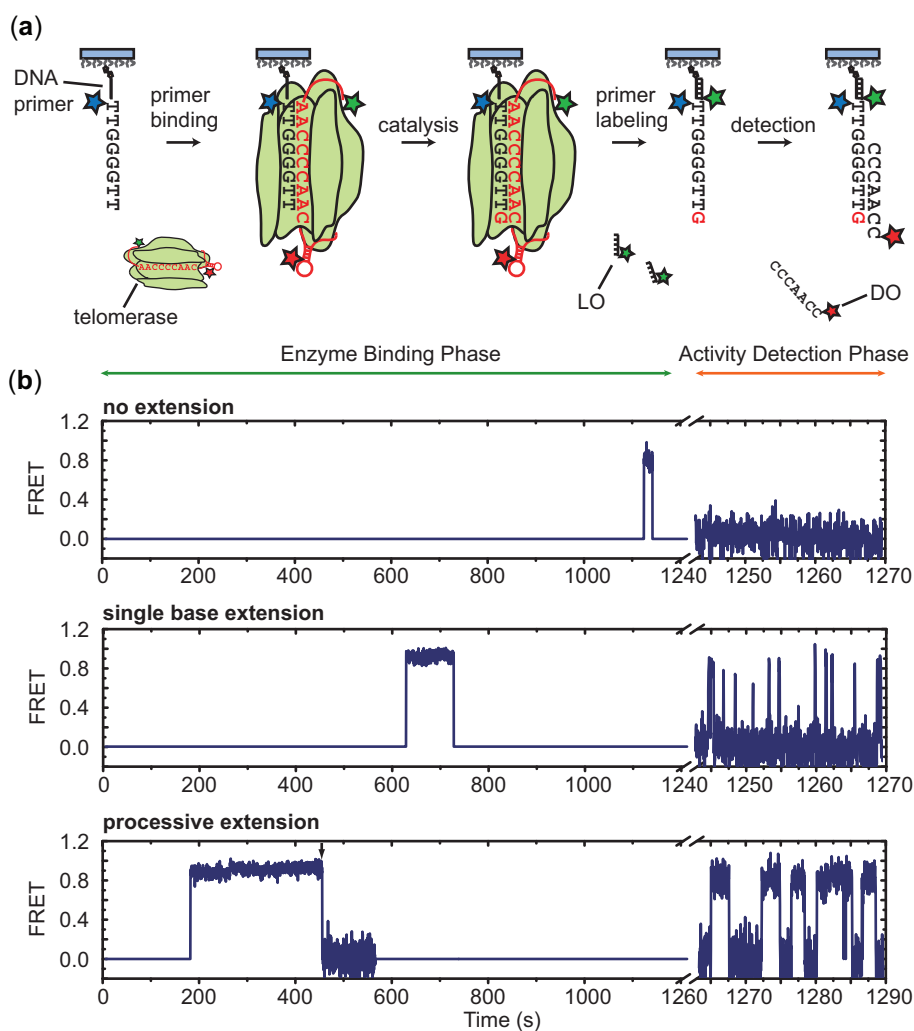 (a)
DNA
primer
TTGGGGTT
primer
binding
AACCCCAAC
telomerase
TTGGGGTT
AACCCCAAC
catalysis
TTGGGGTTG
AACCCCAAC
primer
labeling
TTGGGGTTG
LO
detection
TTGGGGTTG
CCCAACC
CCCAACC
DO
Enzyme Binding Phase
Activity Detection Phase
(b)
no extension
FRET
1.2
0.8
0.4
0.0
0 200 400 600 800 1000 1240 1250 1260 1270
single base extension
FRET
1.2
0.8
0.4
0.0
0 200 400 600 800 1000 1240 1250 1260 1270
processive extension
FRET
1.2
0.8
0.4
0.0
0 200 400 600 800 1000 1260 1270 1280 1290
Time (s)